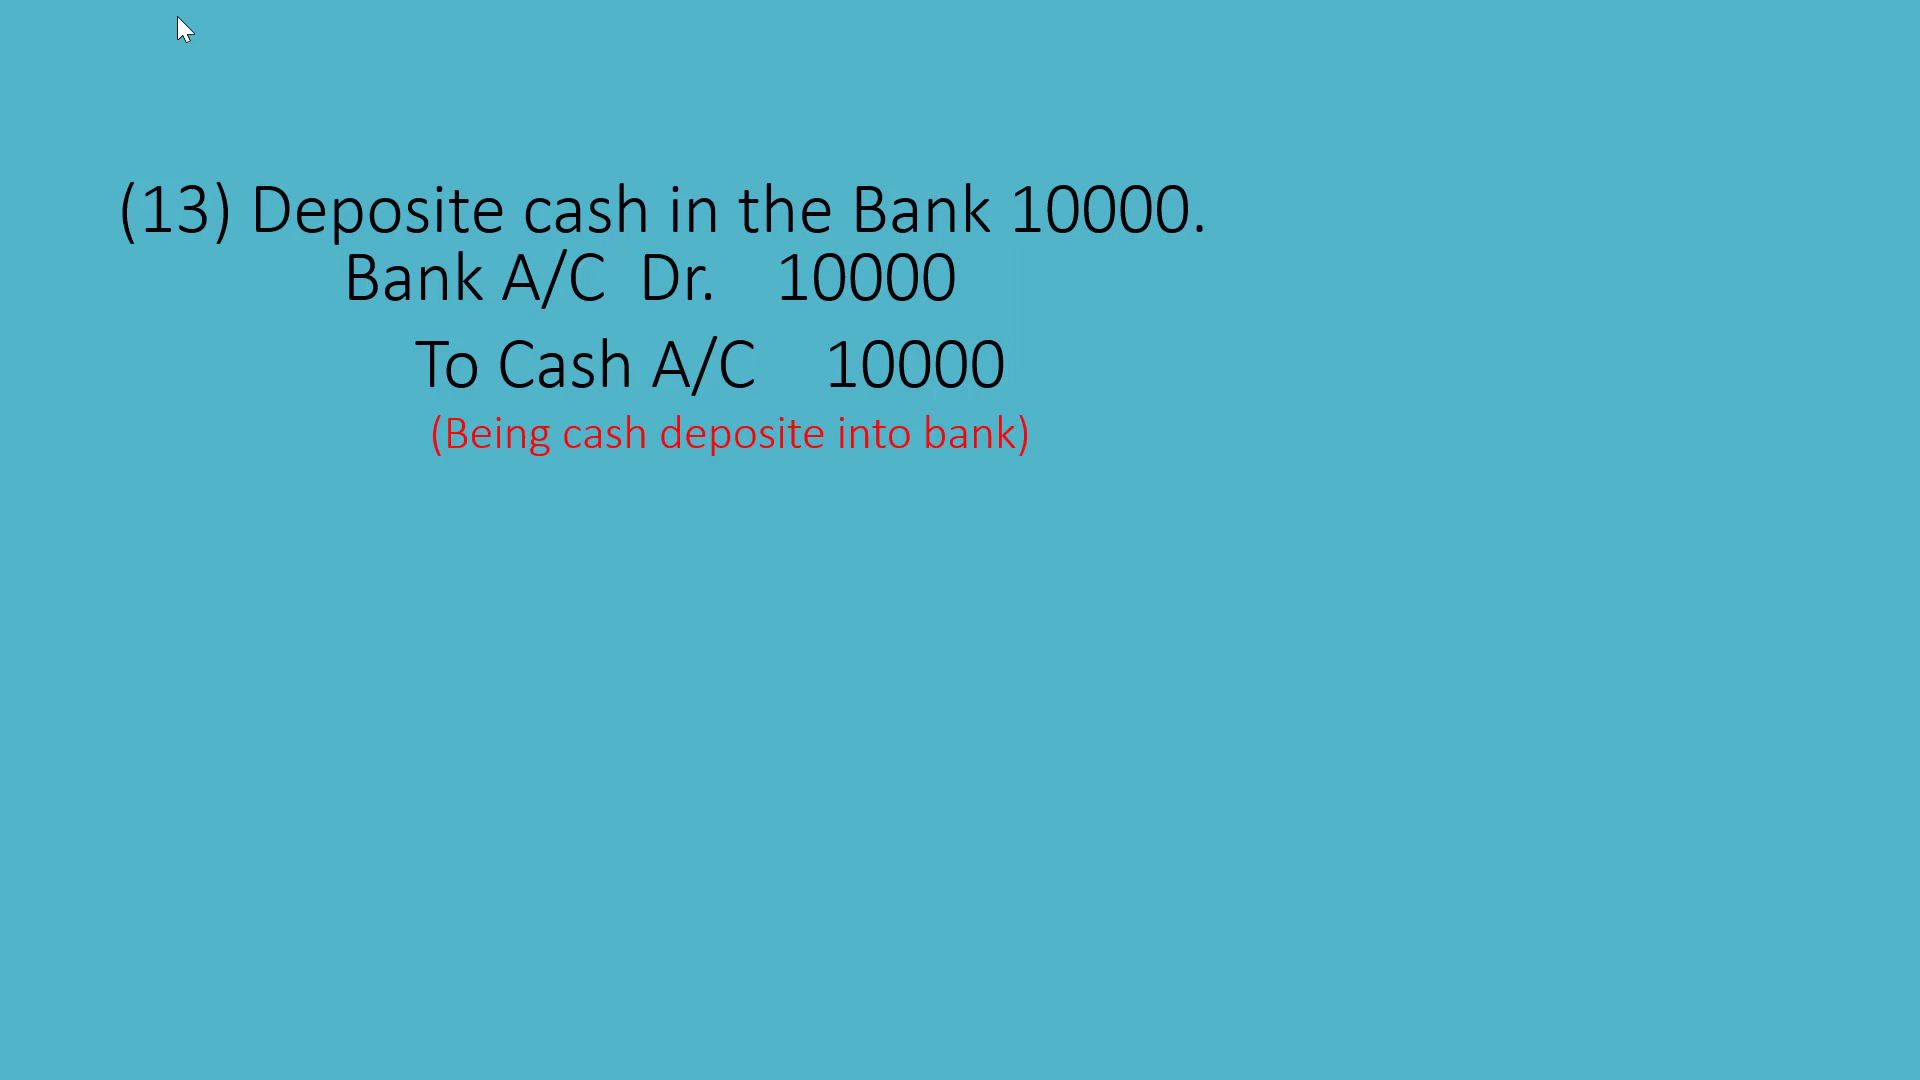 (13) Deposite cash in the Bank 10000.
Bank A/C Dr. 10000
To Cash A/C 10000
(Being cash deposite into bank)